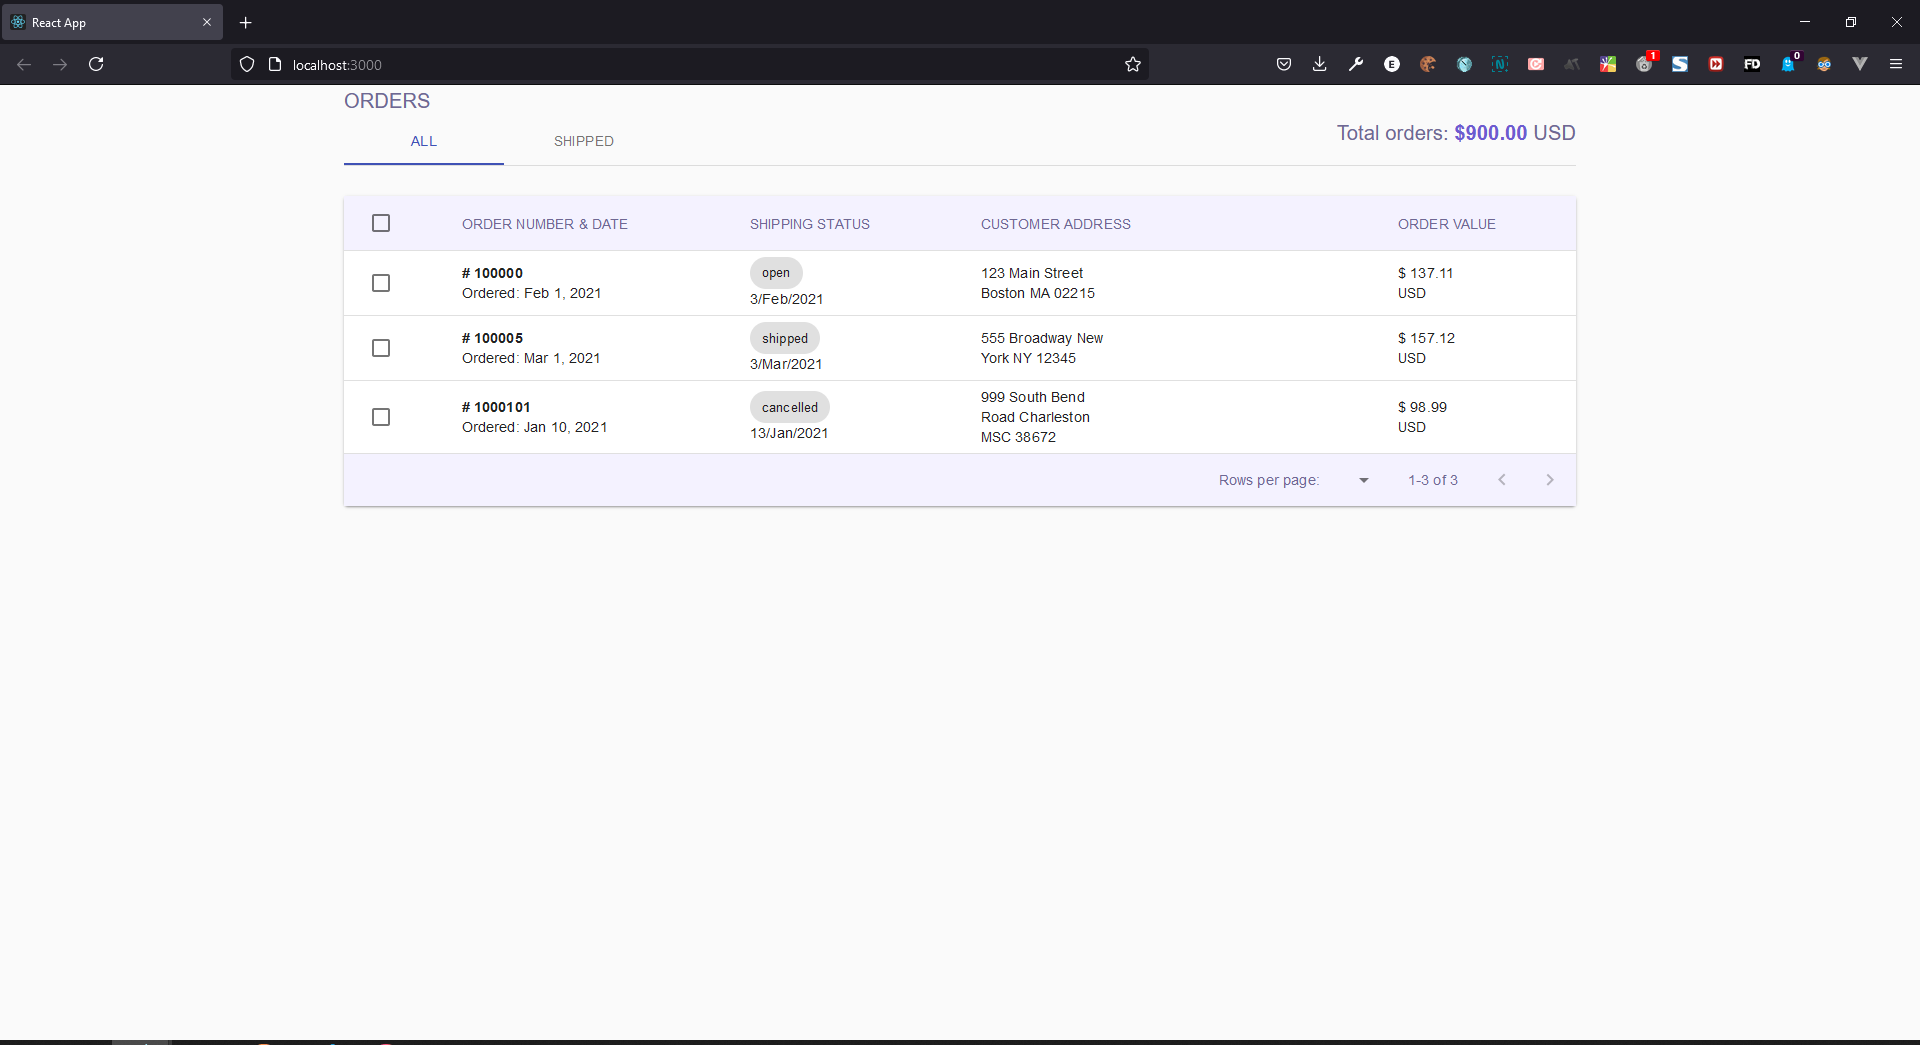 React App
localhost:3000
E
N
1
S
FD
0
ORDERS
ALL
SHIPPED
Total orders: $900.00 USD
ORDER NUMBER & DATE
SHIPPING STATUS
CUSTOMER ADDRESS
ORDER VALUE
# 100000
Ordered: Feb 1, 2021
open
3/Feb/2021
123 Main Street
Boston MA 02215
$ 137.11
USD
# 100005
Ordered: Mar 1, 2021
shipped
3/Mar/2021
555 Broadway New
York NY 12345
$ 157.12
USD
# 1000101
Ordered: Jan 10, 2021
cancelled
13/Jan/2021
999 South Bend
Road Charleston
MSC 38672
$ 98.99
USD
Rows per page:
1-3 of 3